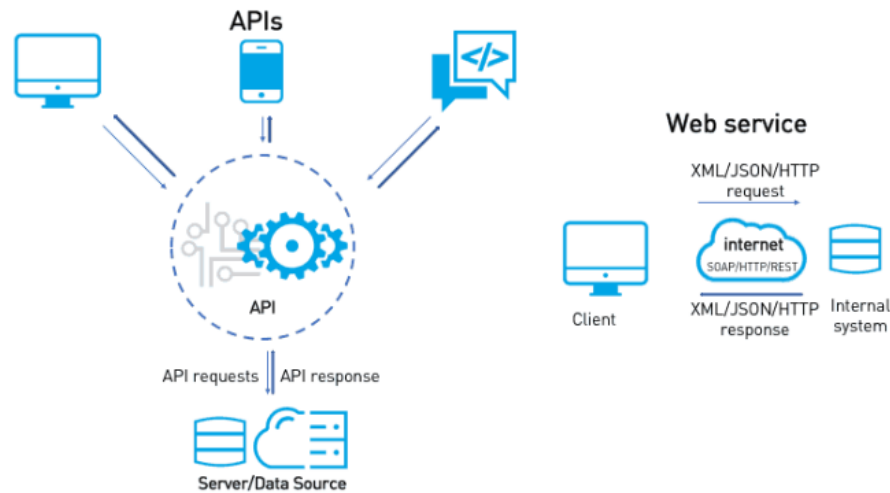 APIs
</>
API
API requests
API response
Server/Data Source
Web service
XML/JSON/HTTP
request
internet
SOAP/HTTP/REST
XML/JSON/HTTP
response
Client
Internal
system